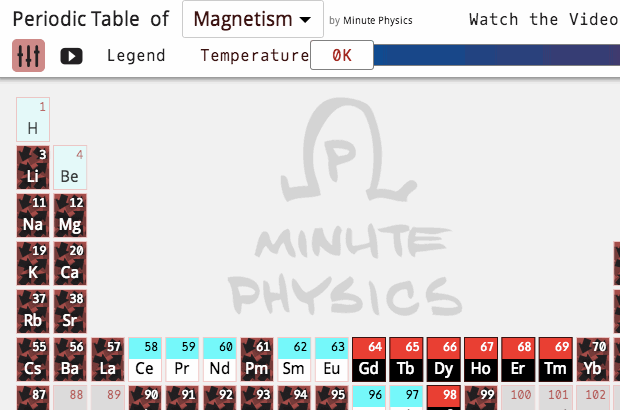 Periodic Table of Magnetism by Minute Physics Watch the Video
Legend Temperature 0K
P
MINUTE
PHYSICS
1
H
3 4
Li Be
11 12
Na Mg
19 20
K Ca
37 38
Rb Sr
55 56 57 58 59 60 61 62 63 64 65 66 67 68 69 70
Cs Ba La Ce Pr Nd Pm Sm Eu Gd Tb Dy Ho Er Tm Yb
87 88 89 90 91 92 93 94 95 96 97 98 99 100 101 102